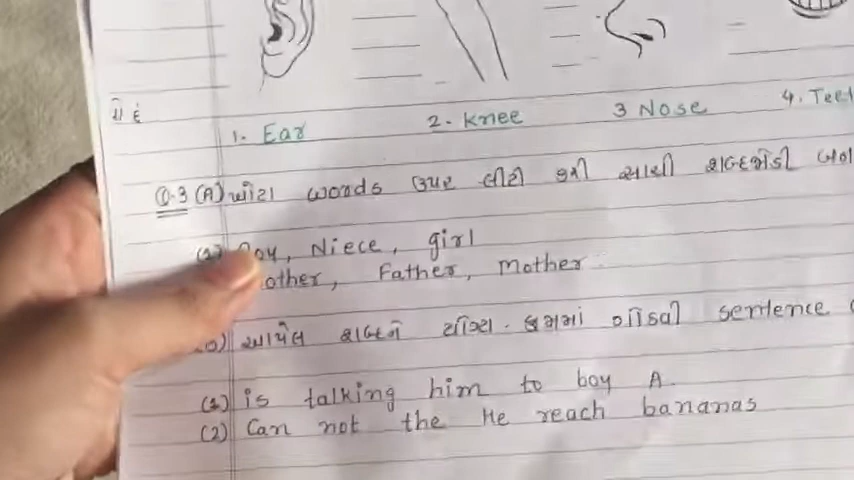 1. Ear 2. Knee 3 Nose 4. Teet
Q.3 (A) ખોટા words ઉપર લીટી કરી સાચી શબ્દજોડી બના
oy, Niece, girl
other, Father, Mother
આપેલ શબ્દને યોગ્ય ક્રમમાં ગોઠવી sentence
(1) is talking him to boy A.
(2) Can not the He reach bananas